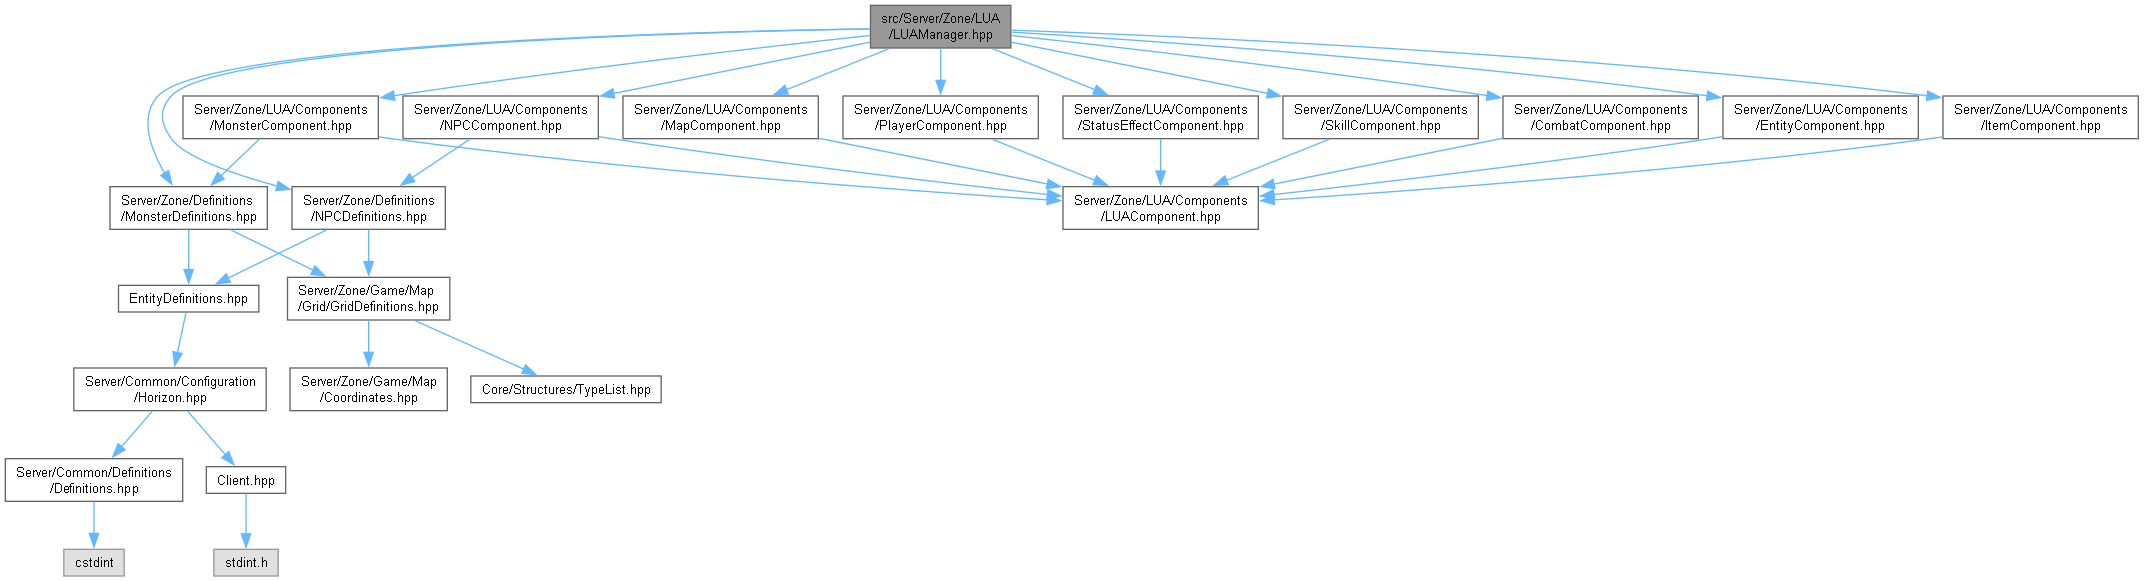 src/Server/Zone/LUA
/LUAManager.hpp
Server/Zone/LUA/Components
/MonsterComponent.hpp
Server/Zone/LUA/Components
/NPCComponent.hpp
Server/Zone/LUA/Components
/MapComponent.hpp
Server/Zone/LUA/Components
/PlayerComponent.hpp
Server/Zone/LUA/Components
/StatusEffectComponent.hpp
Server/Zone/LUA/Components
/SkillComponent.hpp
Server/Zone/LUA/Components
/CombatComponent.hpp
Server/Zone/LUA/Components
/EntityComponent.hpp
Server/Zone/LUA/Components
/ItemComponent.hpp
Server/Zone/Definitions
/MonsterDefinitions.hpp
Server/Zone/Definitions
/NPCDefinitions.hpp
Server/Zone/LUA/Components
/LUAComponent.hpp
EntityDefinitions.hpp
Server/Zone/Game/Map
/Grid/GridDefinitions.hpp
Server/Common/Configuration
/Horizon.hpp
Server/Zone/Game/Map
/Coordinates.hpp
Core/Structures/TypeList.hpp
Server/Common/Definitions
/Definitions.hpp
Client.hpp
cstdint
stdint.h